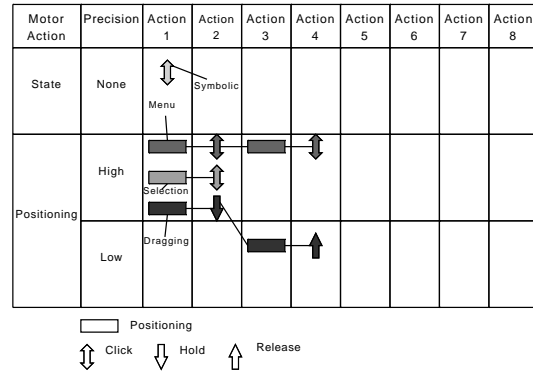 Motor Action
Precision
Action 1
Action 2
Action 3
Action 4
Action 5
Action 6
Action 7
Action 8
State
None
Symbolic
Menu
Positioning
High
Selection
Dragging
Low
Positioning
Click
Hold
Release